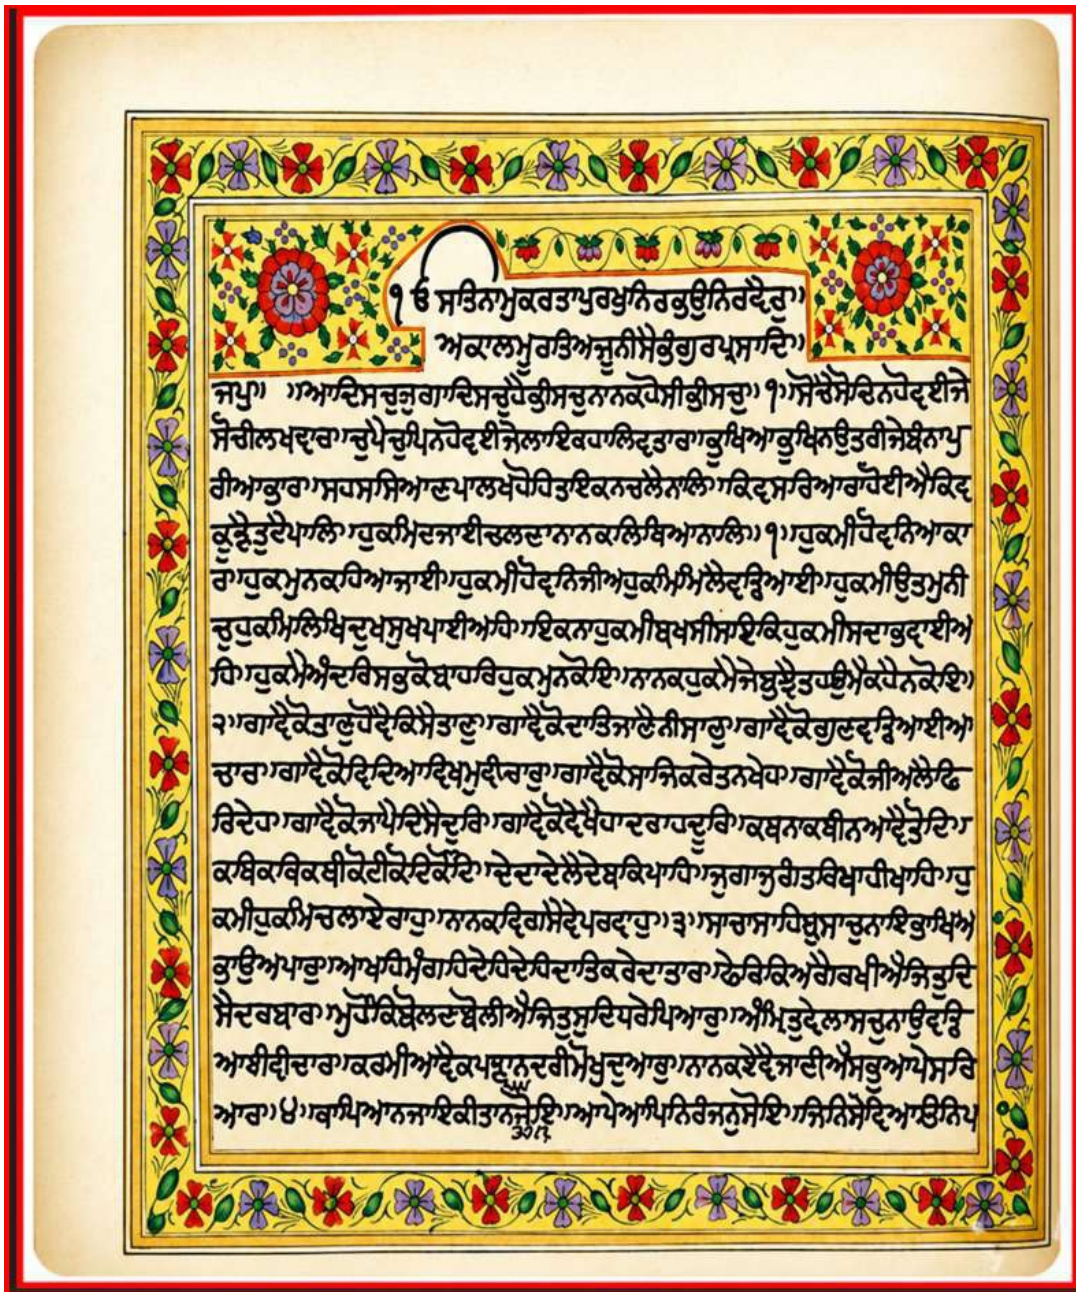 ੴ ਸਤਿਨਾਮੁਕਰਤਾਪੁਰਖੁਨਿਰਭਉਨਿਰਵੈਰੁ॥
ਅਕਾਲਮੂਰਤਿਅਜੂਨੀਸੈਭੰਗੁਰਪ੍ਰਸਾਦਿ॥
ਜਪੁ॥ ॥ਆਦਿਸਚੁਜੁਗਾਦਿਸਚੁਹੈਭੀਸਚੁਨਾਨਕਹੋਸੀਭੀਸਚੁ॥੧॥ਸੋਚੈਸੋਚਿਨਹੋਵਈਜੇ
ਸੋਚੀਲਖਵਾਰ॥ਚੁਪੈਚੁਪਿਨਹੋਵਈਜੇਲਾਇਰਹਾਲਿਵਤਾਰ॥ਭੁਖਿਆਭੁਖਨਉਤਰੀਜੇਬੰਨਾਪੁ
ਰੀਆਭਾਰ॥ਸਹਸਸਿਆਣਪਾਲਖਹੋਹਿਤਇਕਨਚਲੈਨਾਲਿ॥ਕਿਵਸਚਿਆਰਾਹੋਈਐਕਿਵ
ਕੂੜੈਤੁਟੈਪਾਲਿ॥ਹੁਕਮਿਰਜਾਈਚਲਣਾਨਾਨਕਲਿਖਿਆਨਾਲਿ॥੧॥ਹੁਕਮੀਹੋਵਨਿਆਕਾ
ਰ॥ਹੁਕਮੁਨਕਹਿਆਜਾਈ॥ਹੁਕਮੀਹੋਵਨਿਜੀਅਹੁਕਮਿਮਿਲੈਵਡਿਆਈ॥ਹੁਕਮੀਉਤਮੁਨੀ
ਚੁਹੁਕਮਿਲਿਖਿਦੁਖਸੁਖਪਾਈਅਹਿ॥ਇਕਨਾਹੁਕਮੀਬਖਸੀਸਇਕਿਹੁਕਮੀਸਦਾਭਵਾਈਅ
ਹਿ॥ਹੁਕਮੈਅੰਦਰਿਸਭੁਕੋਬਾਹਰਿਹੁਕਮੁਨਕੋਇ॥ਨਾਨਕਹੁਕਮੈਜੇਬੁਝੈਤਹਉਮੈਕਹੈਨਕੋਇ॥
੨॥ਗਾਵੈਕੋਤਾਣੁਹੋਵੈਕਿਸੈਤਾਣੁ॥ਗਾਵੈਕੋਦਾਤਿਜਾਣੈਨੀਸਾਣੁ॥ਗਾਵੈਕੋਗੁਣਵਡਿਆਈਆ
ਚਾਰ॥ਗਾਵੈਕੋਵਿਦਿਆਵਿਖਮੁਵੀਚਾਰੁ॥ਗਾਵੈਕੋਸਾਜਿਕਰੇਤਨੁਖੇਹ॥ਗਾਵੈਕੋਜੀਅਲੈਫਿ
ਰਿਦੇਹ॥ਗਾਵੈਕੋਜਾਪੈਦਿਸੈਦੂਰਿ॥ਗਾਵੈਕੋਵੇਖੈਹਾਦਰਾਹਦੂਰਿ॥ਕਥਨਾਕਥੀਨਆਵੈਤੋਟਿ॥
ਕਥਿਕਥਿਕਥੀਕੋਟੀਕੋਟਿਕੋਟਿ॥ਦੇਦਾਦੇਲੈਦੇਥਕਿਪਾਹਿ॥ਜੁਗਾਜੁਗੰਤਰਿਖਾਹੀਖਾਹਿ॥ਹੁ
ਕਮੀਹੁਕਮਿਚਲਾਏਰਾਹੁ॥ਨਾਨਕਵਿਗਸੈਵੇਪਰਵਾਹੁ॥੩॥ਸਾਚਾਸਾਹਿਬੁਸਾਚੁਨਾਇਭਾਖਿਅ
ਭਾਉਅਪਾਰੁ॥ਆਖਹਿਮੰਗਹਿਦੇਹਿਦੇਹਿਦਾਤਿਕਰੇਦਾਤਾਰ॥ਫੇਰਿਕਿਅਗੈਰਖੀਐਜਿਤੁਦਿ
ਸੈਦਰਬਾਰ॥ਮੁਹੌਕਿਬੋਲਣਬੋਲੀਐਜਿਤੁਸੁਣਿਧਰੇਪਿਆਰੁ॥ਅੰਮ੍ਰਿਤੁਵੇਲਾਸਚੁਨਾਉਵਡਿ
ਆਈਵੀਚਾਰ॥ਕਰਮੀਆਵੈਕਪੜਾਨਦਰੀਮੋਖੁਦੁਆਰੁ॥ਨਾਨਕਏਵੈਜਾਣੀਐਸਭੁਆਪੇਸਚਿ
ਆਰ॥੪॥ਥਾਪਿਆਨਜਾਇਕੀਤਾਨਹੋਇ॥ਆਪੇਆਪਿਨਿਰੰਜਨੁਸੋਇ॥ਜਿਨਿਸੇਵਿਆਤਿਨਿਪ